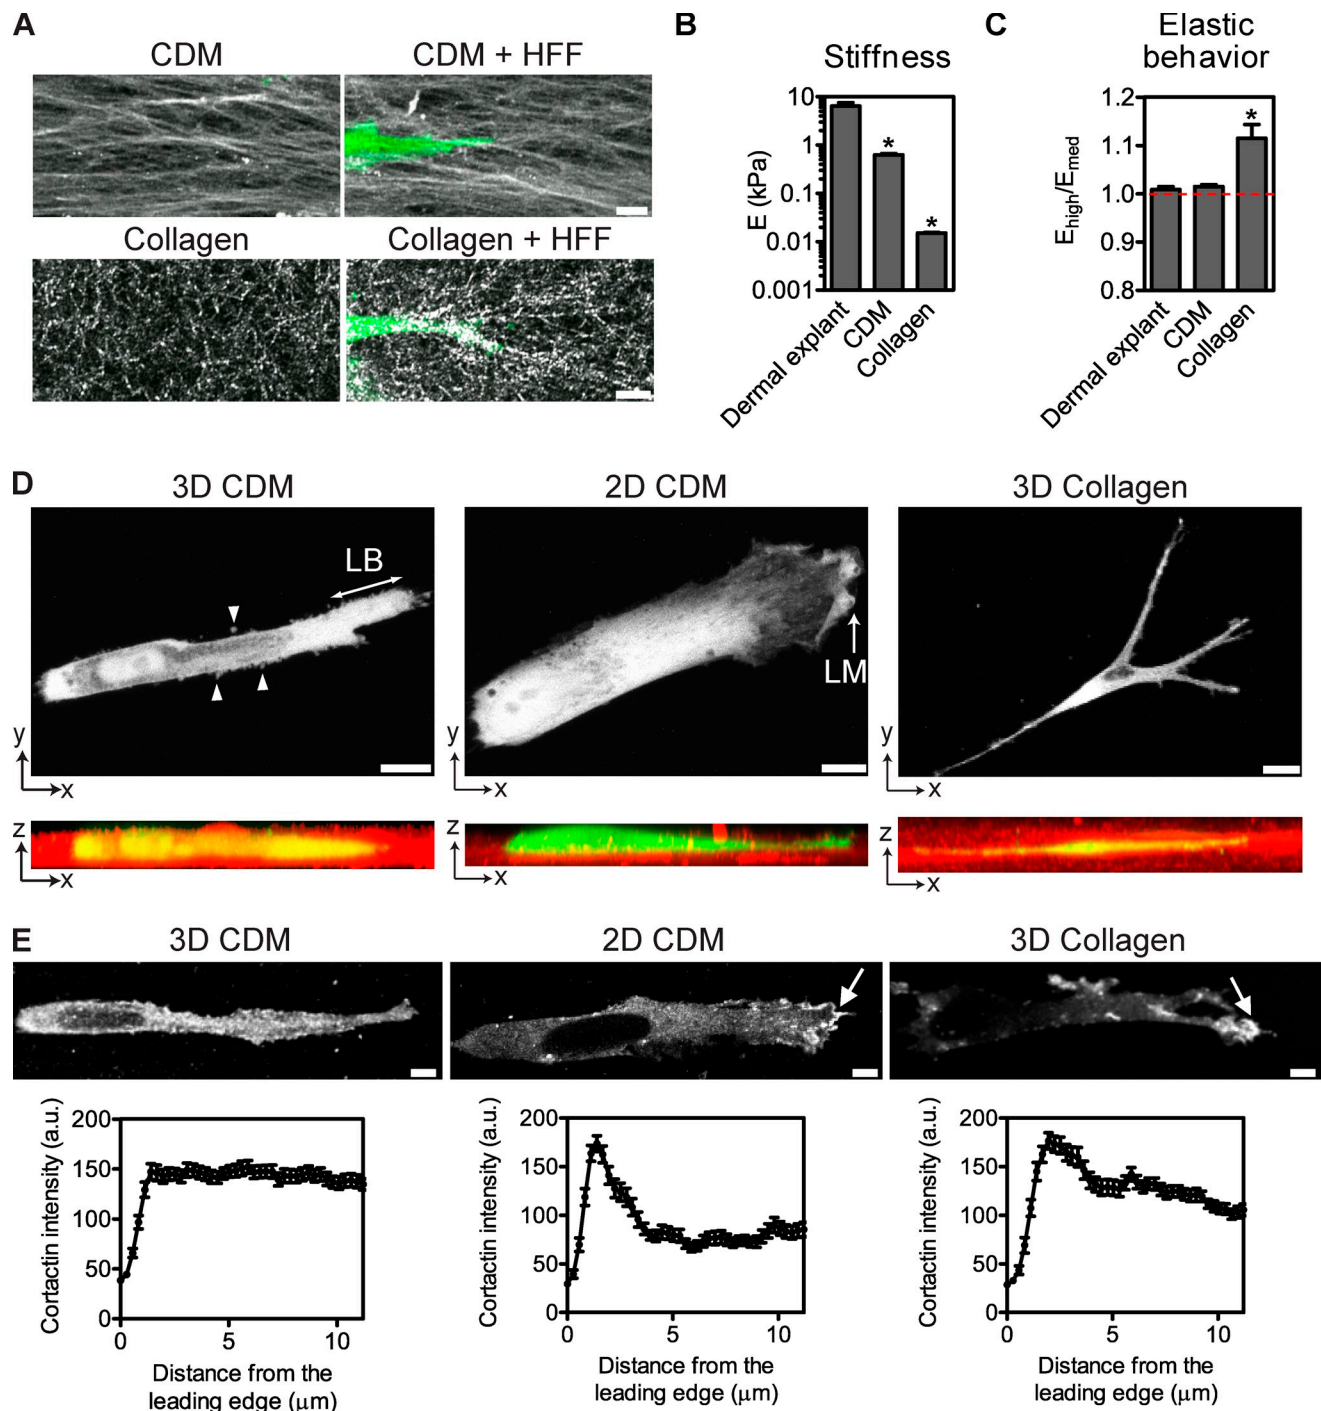 A
CDM
CDM + HFF
Collagen
Collagen + HFF
B
Stiffness
E (kPa)
10
1
0.1
0.01
0.001
Dermal explant
CDM
Collagen
C
Elastic
behavior
Ehigh/Emed
1.2
1.1
1.0
0.9
0.8
*
*
*
Dermal explant
CDM
Collagen
D
3D CDM
2D CDM
3D Collagen
LB
LM
y
x
y
x
y
x
z
x
z
x
z
x
E
3D CDM
2D CDM
3D Collagen
Cortactin intensity (a.u.)
200
150
100
50
0
0 5 10
Distance from the
leading edge (μm)
Cortactin intensity (a.u.)
200
150
100
50
0
0 5 10
Distance from the
leading edge (μm)
Cortactin intensity (a.u.)
200
150
100
50
0
0 5 10
Distance from the
leading edge (μm)